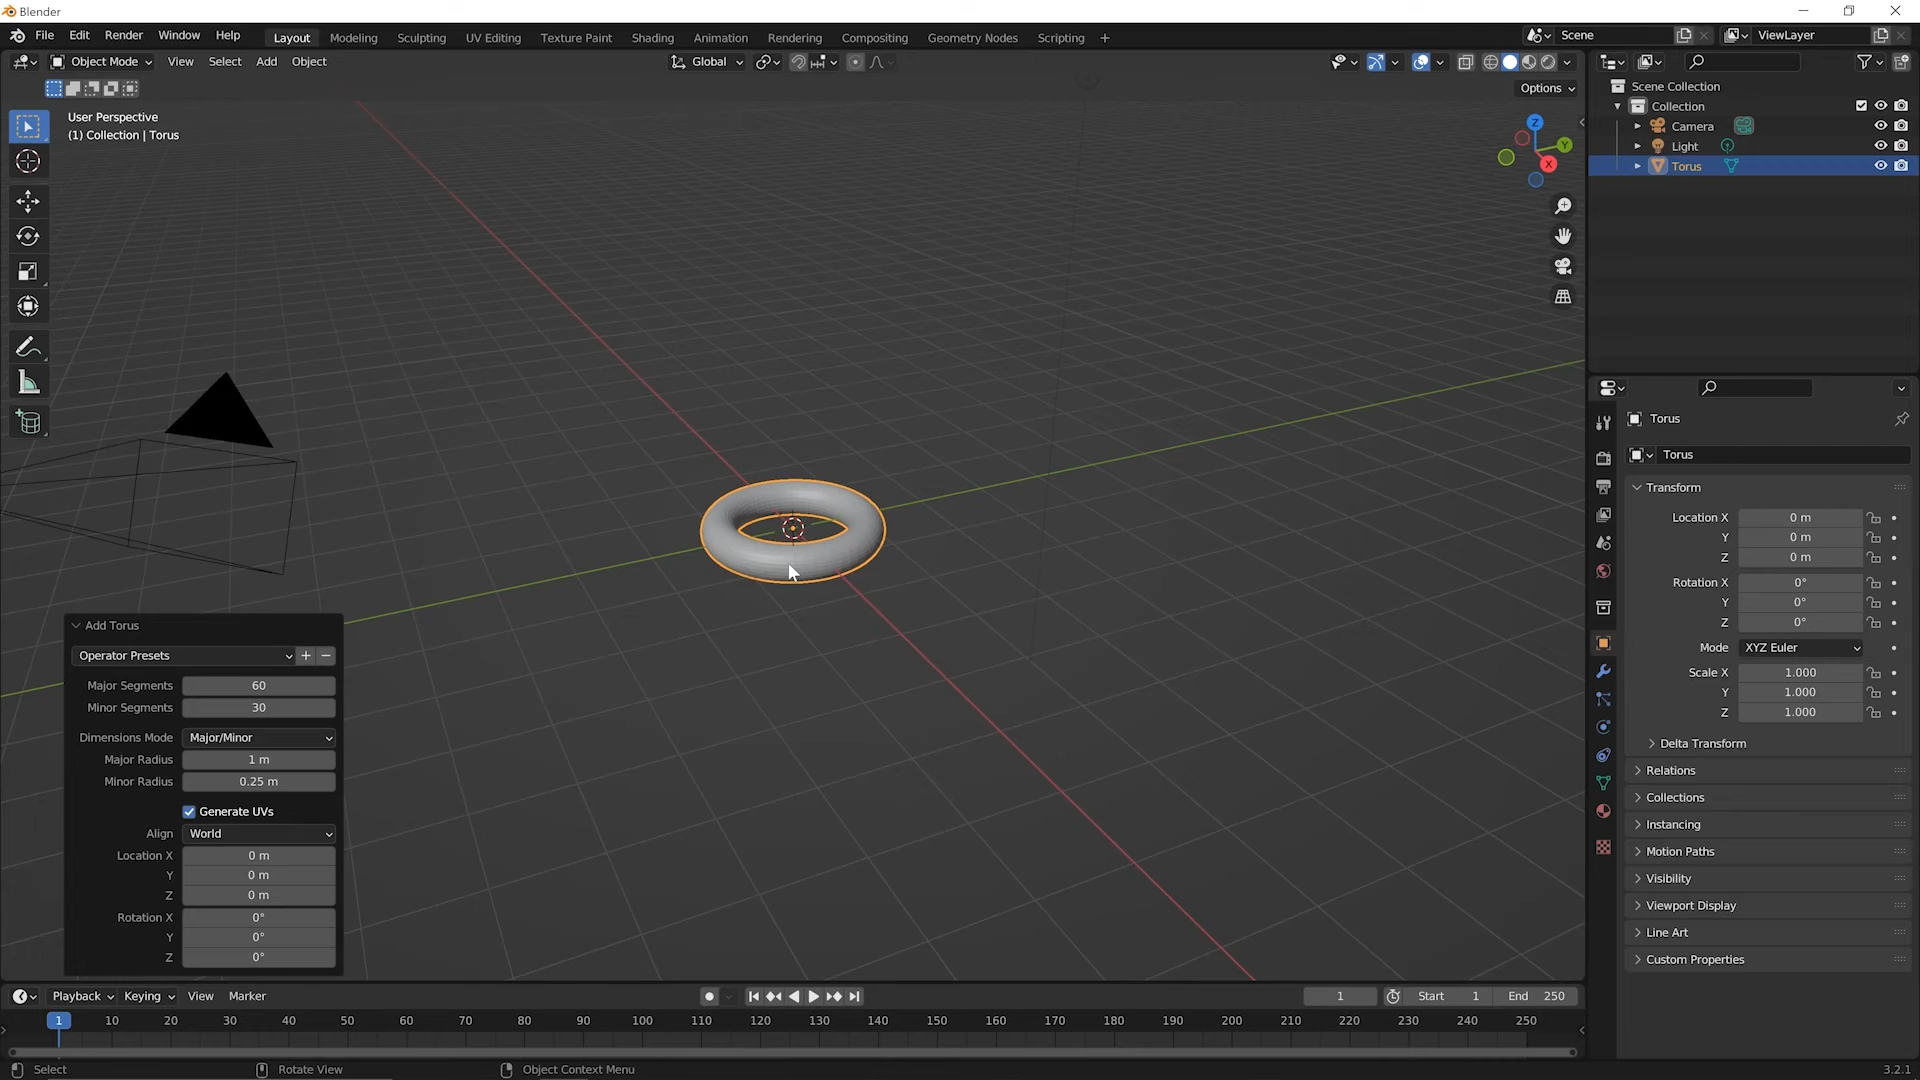 Blender
File Edit Render Window Help Layout Modeling Sculpting UV Editing Texture Paint Shading Animation Rendering Compositing Geometry Nodes Scripting + Scene ViewLayer
Object Mode View Select Add Object Global
Options
User Perspective
(1) Collection | Torus
Z
Y
X
Scene Collection
Collection
Camera
Light
Torus
Torus
Torus
Transform
Location X 0 m
Y 0 m
Z 0 m
Rotation X 0°
Y 0°
Z 0°
Mode XYZ Euler
Scale X 1.000
Y 1.000
Z 1.000
Delta Transform
Relations
Collections
Instancing
Motion Paths
Visibility
Viewport Display
Line Art
Custom Properties
Add Torus
Operator Presets + −
Major Segments 60
Minor Segments 30
Dimensions Mode Major/Minor
Major Radius 1 m
Minor Radius 0.25 m
Generate UVs
Align World
Location X 0 m
Y 0 m
Z 0 m
Rotation X 0°
Y 0°
Z 0°
Playback Keying View Marker 1 Start 1 End 250
1 10 20 30 40 50 60 70 80 90 100 110 120 130 140 150 160 170 180 190 200 210 220 230 240 250
Select Rotate View Object Context Menu 3.2.1